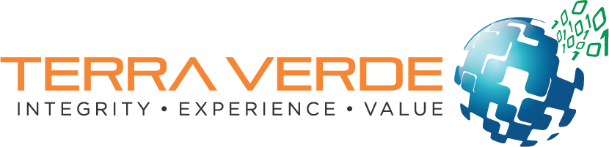 TERRA VERDE
INTEGRITY • EXPERIENCE • VALUE